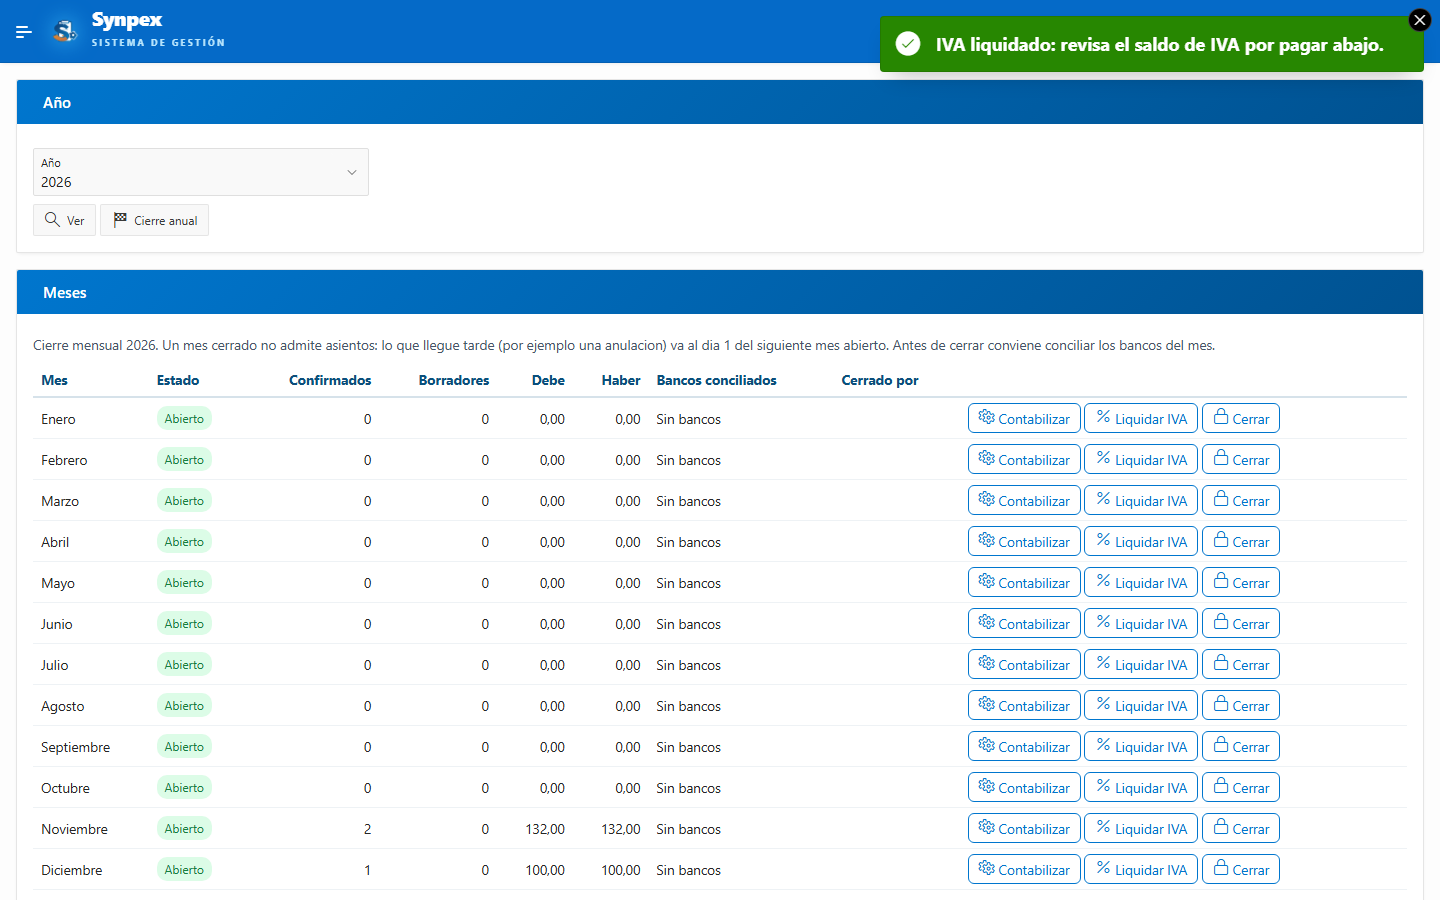 Synpex
SISTEMA DE GESTIÓN
IVA liquidado: revisa el saldo de IVA por pagar abajo.
Año
Año
2026
Ver
Cierre anual
Meses
Cierre mensual 2026. Un mes cerrado no admite asientos: lo que llegue tarde (por ejemplo una anulacion) va al dia 1 del siguiente mes abierto. Antes de cerrar conviene conciliar los bancos del mes.
Mes Estado Confirmados Borradores Debe Haber Bancos conciliados Cerrado por
Enero Abierto 0 0 0,00 0,00 Sin bancos Contabilizar Liquidar IVA Cerrar
Febrero Abierto 0 0 0,00 0,00 Sin bancos Contabilizar Liquidar IVA Cerrar
Marzo Abierto 0 0 0,00 0,00 Sin bancos Contabilizar Liquidar IVA Cerrar
Abril Abierto 0 0 0,00 0,00 Sin bancos Contabilizar Liquidar IVA Cerrar
Mayo Abierto 0 0 0,00 0,00 Sin bancos Contabilizar Liquidar IVA Cerrar
Junio Abierto 0 0 0,00 0,00 Sin bancos Contabilizar Liquidar IVA Cerrar
Julio Abierto 0 0 0,00 0,00 Sin bancos Contabilizar Liquidar IVA Cerrar
Agosto Abierto 0 0 0,00 0,00 Sin bancos Contabilizar Liquidar IVA Cerrar
Septiembre Abierto 0 0 0,00 0,00 Sin bancos Contabilizar Liquidar IVA Cerrar
Octubre Abierto 0 0 0,00 0,00 Sin bancos Contabilizar Liquidar IVA Cerrar
Noviembre Abierto 2 0 132,00 132,00 Sin bancos Contabilizar Liquidar IVA Cerrar
Diciembre Abierto 1 0 100,00 100,00 Sin bancos Contabilizar Liquidar IVA Cerrar